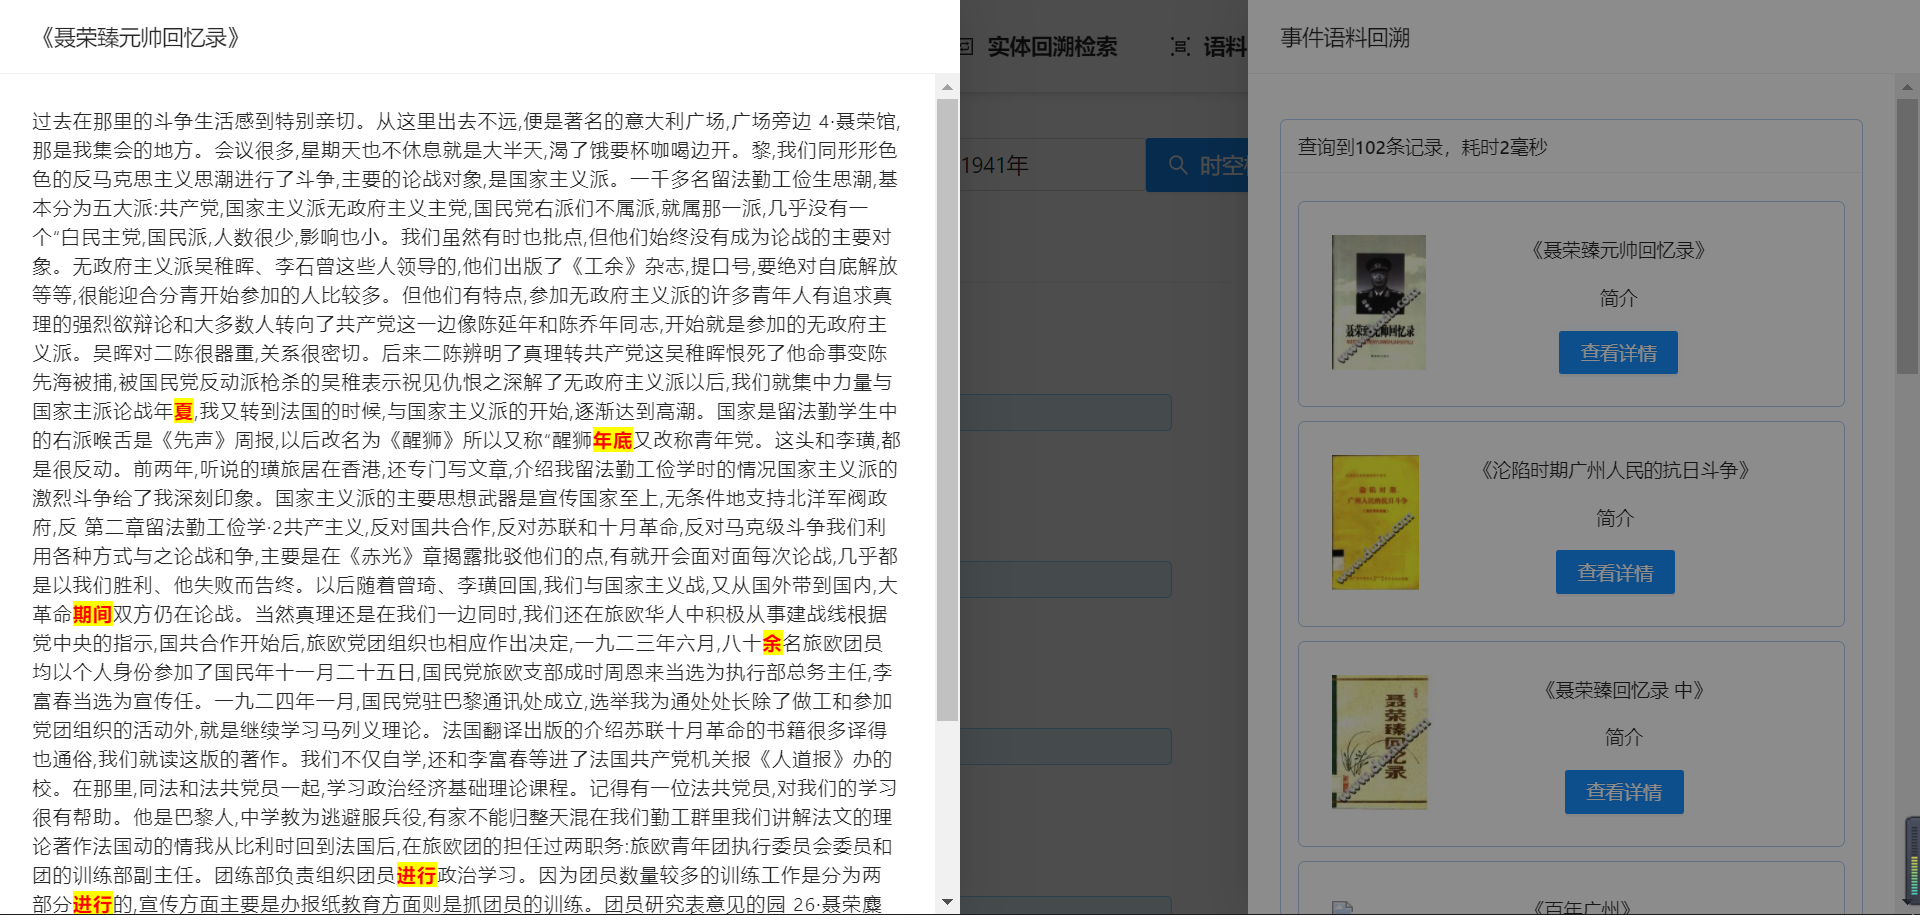 《聂荣臻元帅回忆录》
过去在那里的斗争生活感到特别亲切。从这里出去不远,便是著名的意大利广场,广场旁边 4·聂荣馆,
那是我集会的地方。会议很多,星期天也不休息就是大半天,渴了饿要杯咖喝边开。黎,我们同形形色
色的反马克思主义思潮进行了斗争,主要的论战对象,是国家主义派。一千多名留法勤工俭生思潮,基
本分为五大派:共产党,国家主义派无政府主义主党,国民党右派们不属派,就属那一派,几乎没有一
个“白民主党,国民派,人数很少,影响也小。我们虽然有时也批点,但他们始终没有成为论战的主要对
象。无政府主义派吴稚晖、李石曾这些人领导的,他们出版了《工余》杂志,提口号,要绝对自底解放
等等,很能迎合分青开始参加的人比较多。但他们有特点,参加无政府主义派的许多青年人有追求真
理的强烈欲辩论和大多数人转向了共产党这一边像陈延年和陈乔年同志,开始就是参加的无政府主
义派。吴晖对二陈很器重,关系很密切。后来二陈辨明了真理转共产党这吴稚晖恨死了他命事变陈
先海被捕,被国民党反动派枪杀的吴稚表示祝见仇恨之深解了无政府主义派以后,我们就集中力量与
国家主派论战年夏,我又转到法国的时候,与国家主义派的开始,逐渐达到高潮。国家是留法勤学生中
的右派喉舌是《先声》周报,以后改名为《醒狮》所以又称“醒狮年底又改称青年党。这头和李璜,都
是很反动。前两年,听说的璜旅居在香港,还专门写文章,介绍我留法勤工俭学时的情况国家主义派的
激烈斗争给了我深刻印象。国家主义派的主要思想武器是宣传国家至上,无条件地支持北洋军阀政
府,反 第二章留法勤工俭学·2共产主义,反对国共合作,反对苏联和十月革命,反对马克级斗争我们利
用各种方式与之论战和争,主要是在《赤光》章揭露批驳他们的点,有就开会面对面每次论战,几乎都
是以我们胜利、他失败而告终。以后随着曾琦、李璜回国,我们与国家主义战,又从国外带到国内,大
革命期间双方仍在论战。当然真理还是在我们一边同时,我们还在旅欧华人中积极从事建战线根据
党中央的指示,国共合作开始后,旅欧党团组织也相应作出决定,一九二三年六月,八十余名旅欧团员
均以个人身份参加了国民年十一月二十五日,国民党旅欧支部成时周恩来当选为执行部总务主任,李
富春当选为宣传任。一九二四年一月,国民党驻巴黎通讯处成立,选举我为通处处长除了做工和参加
党团组织的活动外,就是继续学习马列义理论。法国翻译出版的介绍苏联十月革命的书籍很多译得
也通俗,我们就读这版的著作。我们不仅自学,还和李富春等进了法国共产党机关报《人道报》办的
校。在那里,同法和法共党员一起,学习政治经济基础理论课程。记得有一位法共党员,对我们的学习
很有帮助。他是巴黎人,中学教为逃避服兵役,有家不能归整天混在我们勤工群里我们讲解法文的理
论著作法国动的情我从比利时回到法国后,在旅欧团的担任过两职务:旅欧青年团执行委员会委员和
团的训练部副主任。团练部负责组织团员进行政治学习。因为团员数量较多的训练工作是分为两
部分进行的,宣传方面主要是办报纸教育方面则是抓团员的训练。团员研究表意见的园 26·聂荣麇
实体回溯检索
语料
1941年
时空
事件语料回溯
查询到102条记录，耗时2毫秒
《聂荣臻元帅回忆录》
简介
查看详情
《沦陷时期广州人民的抗日斗争》
简介
查看详情
《聂荣臻回忆录 中》
聂荣臻回忆录
简介
查看详情
《百年广州》